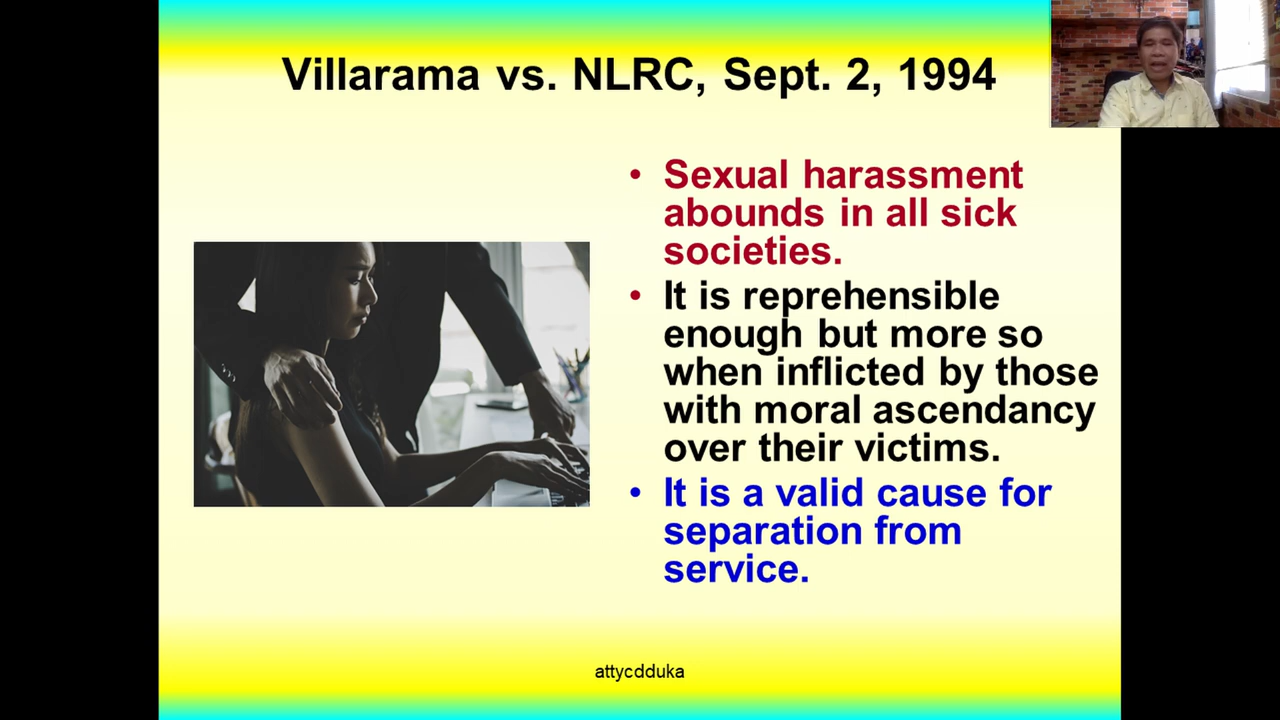 Villarama vs. NLRC, Sept. 2, 1994
• Sexual harassment
abounds in all sick
societies.
• It is reprehensible
enough but more so
when inflicted by those
with moral ascendancy
over their victims.
• It is a valid cause for
separation from
service.
attycdduka